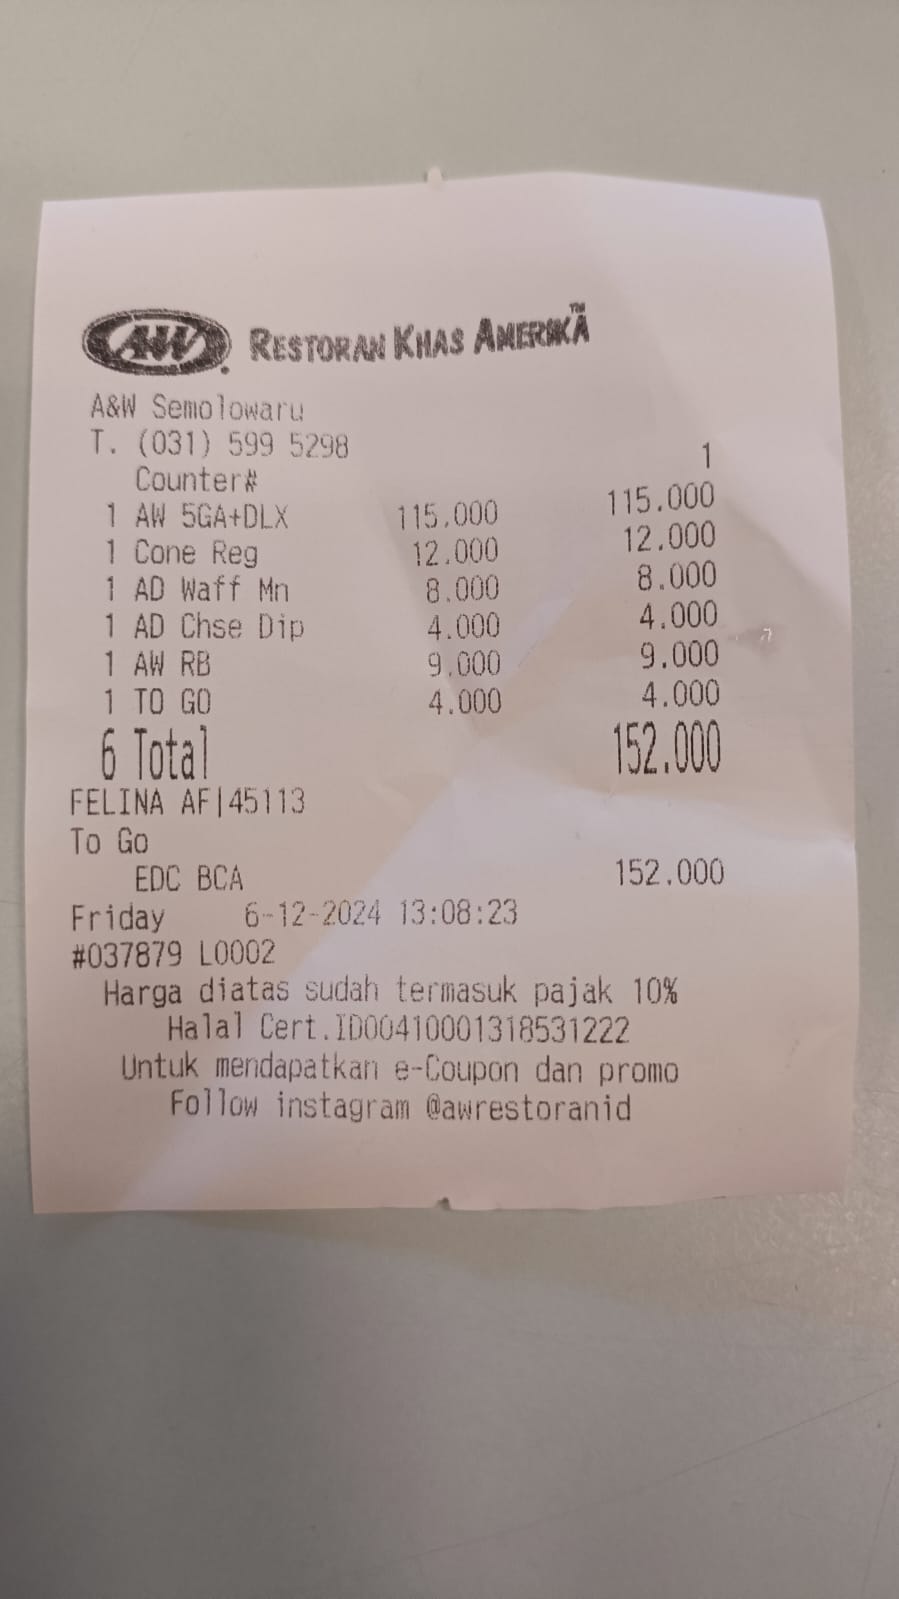 A&W RESTORAN KHAS AMERIKA™
A&W Semolowaru
T. (031) 599 5298
Counter# 1
1 AW 5GA+DLX 115.000 115.000
1 Cone Reg 12.000 12.000
1 AD Waff Mn 8.000 8.000
1 AD Chse Dip 4.000 4.000
1 AW RB 9.000 9.000
1 TO GO 4.000 4.000
6 Total 152.000
FELINA AF|45113
To Go
EDC BCA 152.000
Friday 6-12-2024 13:08:23
#037879 L0002
Harga diatas sudah termasuk pajak 10%
Halal Cert.ID00410001318531222
Untuk mendapatkan e-Coupon dan promo
Follow instagram @awrestoranid